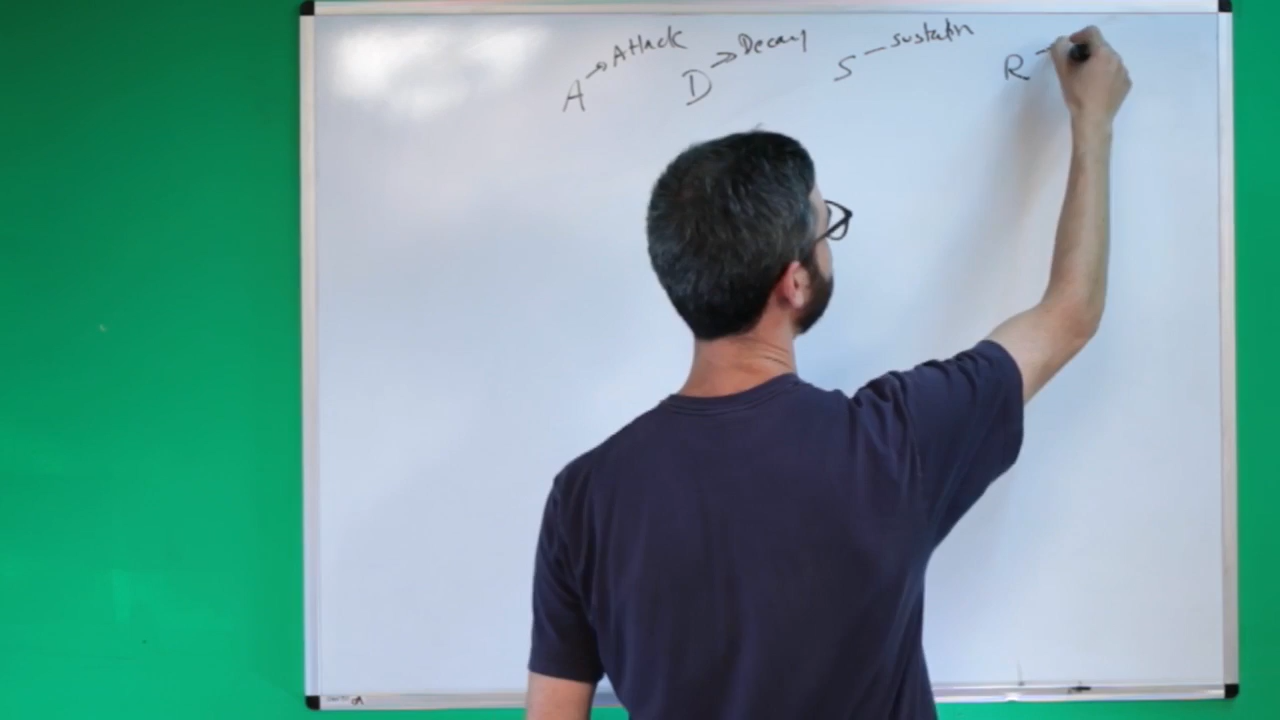 A → Attack D → Decay S — sustain R